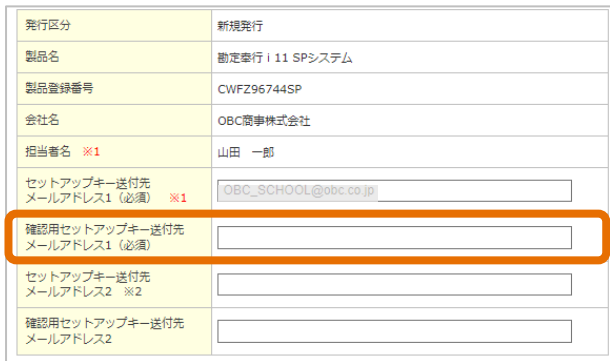 発行区分
新規発行
製品名
勘定奉行 i 11 SPシステム
製品登録番号
CWFZ96744SP
会社名
OBC商事株式会社
担当者名 ※1
山田 一郎
セットアップキー送付先
メールアドレス1（必須） ※1
OBC_SCHOOL@obc.co.jp
確認用セットアップキー送付先
メールアドレス1（必須）
セットアップキー送付先
メールアドレス2 ※2
確認用セットアップキー送付先
メールアドレス2